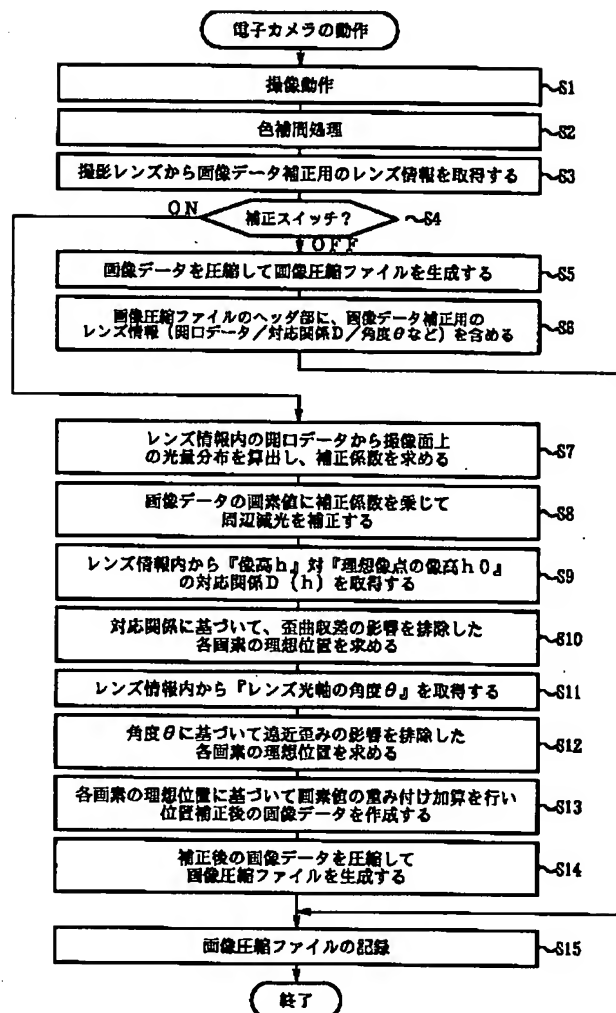 電子カメラの動作
撮像動作
S1
色補間処理
S2
撮影レンズから画像データ補正用のレンズ情報を取得する
S3
ON
補正スイッチ?
S4
OFF
画像データを圧縮して画像圧縮ファイルを生成する
S5
画像圧縮ファイルのヘッダ部に、画像データ補正用の
レンズ情報(開口データ/対応関係D/角度θなど)を含める
S6
レンズ情報内の開口データから撮像面上
の光量分布を算出し、補正係数を求める
S7
画像データの画素値に補正係数を乗じて
周辺減光を補正する
S8
レンズ情報内から『像高h』対『理想像点の像高h0』
の対応関係D(h)を取得する
S9
対応関係に基づいて、歪曲収差の影響を排除した
各画素の理想位置を求める
S10
レンズ情報内から『レンズ光軸の角度θ』を取得する
S11
角度θに基づいて遠近歪みの影響を排除した
各画素の理想位置を求める
S12
各画素の理想位置に基づいて画素値の重み付け加算を行い
位置補正後の画像データを作成する
S13
補正後の画像データを圧縮して
画像圧縮ファイルを生成する
S14
画像圧縮ファイルの記録
S15
終了